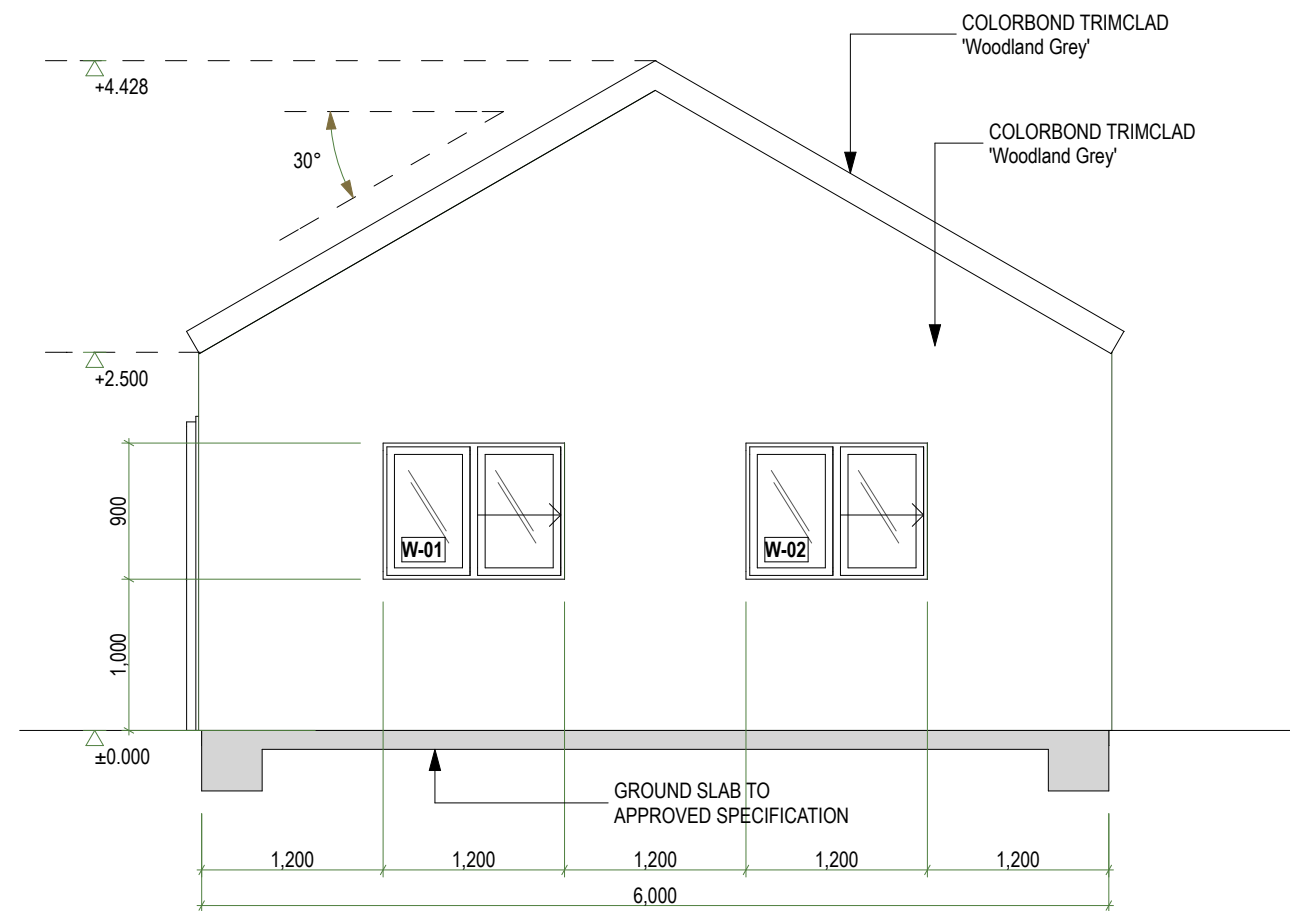 COLORBOND TRIMCLAD
'Woodland Grey'
+4.428
COLORBOND TRIMCLAD
'Woodland Grey'
30°
+2.500
900
W-01
W-02
1,000
±0.000
GROUND SLAB TO
APPROVED SPECIFICATION
1,200
1,200
1,200
1,200
1,200
6,000